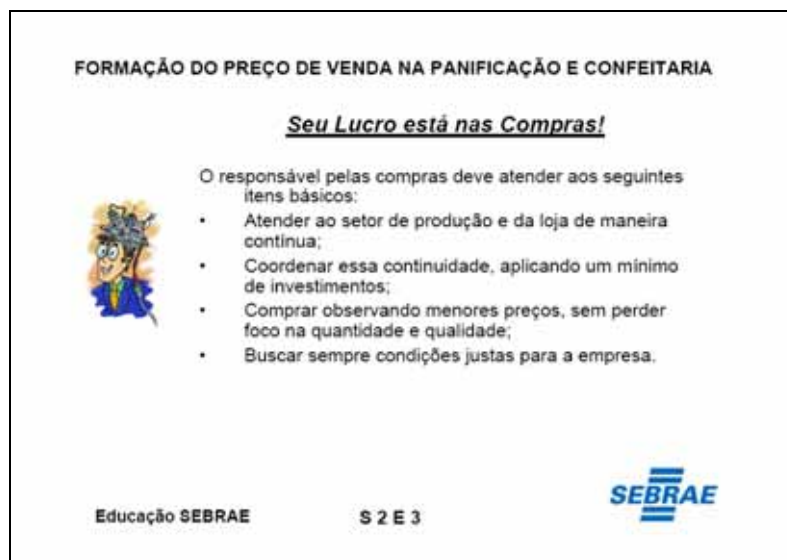 FORMAÇÃO DO PREÇO DE VENDA NA PANIFICAÇÃO E CONFEITARIA
Seu Lucro está nas Compras!
O responsável pelas compras deve atender aos seguintes
itens básicos:
• Atender ao setor de produção e da loja de maneira
contínua;
• Coordenar essa continuidade, aplicando um mínimo
de investimentos;
• Comprar observando menores preços, sem perder
foco na quantidade e qualidade;
• Buscar sempre condições justas para a empresa.
SEBRAE
Educação SEBRAE S 2 E 3